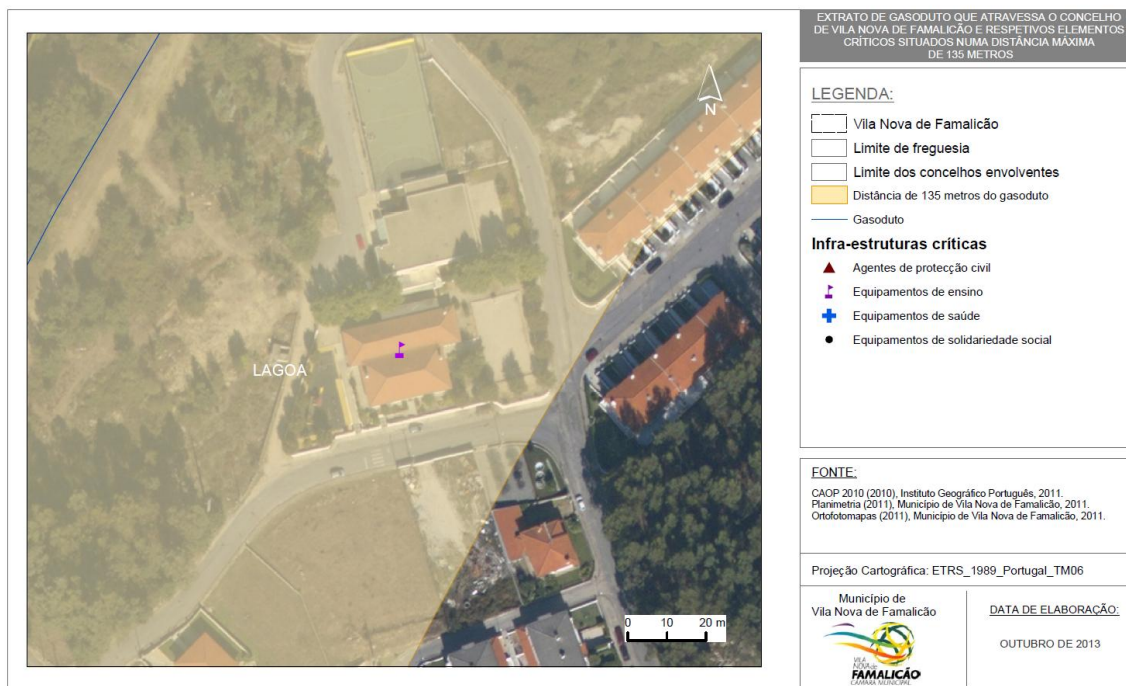 EXTRATO DE GASODUTO QUE ATRAVESSA O CONCELHO
DE VILA NOVA DE FAMALICÃO E RESPETIVOS ELEMENTOS
CRÍTICOS SITUADOS NUMA DISTÂNCIA MÁXIMA
DE 135 METROS
N
LAGOA
0 10 20 m
LEGENDA:
Vila Nova de Famalicão
Limite de freguesia
Limite dos concelhos envolventes
Distância de 135 metros do gasoduto
Gasoduto
Infra-estruturas críticas
Agentes de protecção civil
Equipamentos de ensino
Equipamentos de saúde
Equipamentos de solidariedade social
FONTE:
CAOP 2010 (2010), Instituto Geográfico Português, 2011.
Planimetria (2011), Município de Vila Nova de Famalicão, 2011.
Ortofotomapas (2011), Município de Vila Nova de Famalicão, 2011.
Projeção Cartográfica: ETRS_1989_Portugal_TM06
Município de
Vila Nova de Famalicão
VILA
NOVA de
FAMALICÃO
CÂMARA MUNICIPAL
DATA DE ELABORAÇÃO:
OUTUBRO DE 2013